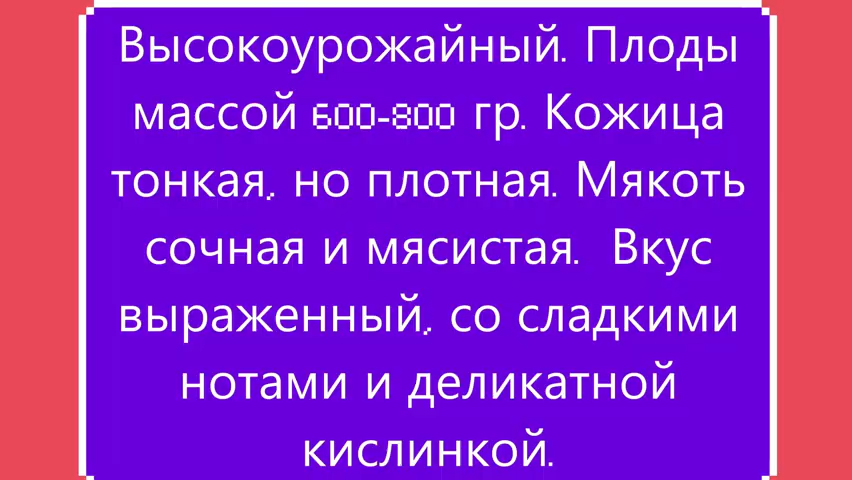 Высокоурожайный. Плоды
массой 600-800 гр. Кожица
тонкая, но плотная. Мякоть
сочная и мясистая.  Вкус
выраженный, со сладкими
нотами и деликатной
кислинкой.